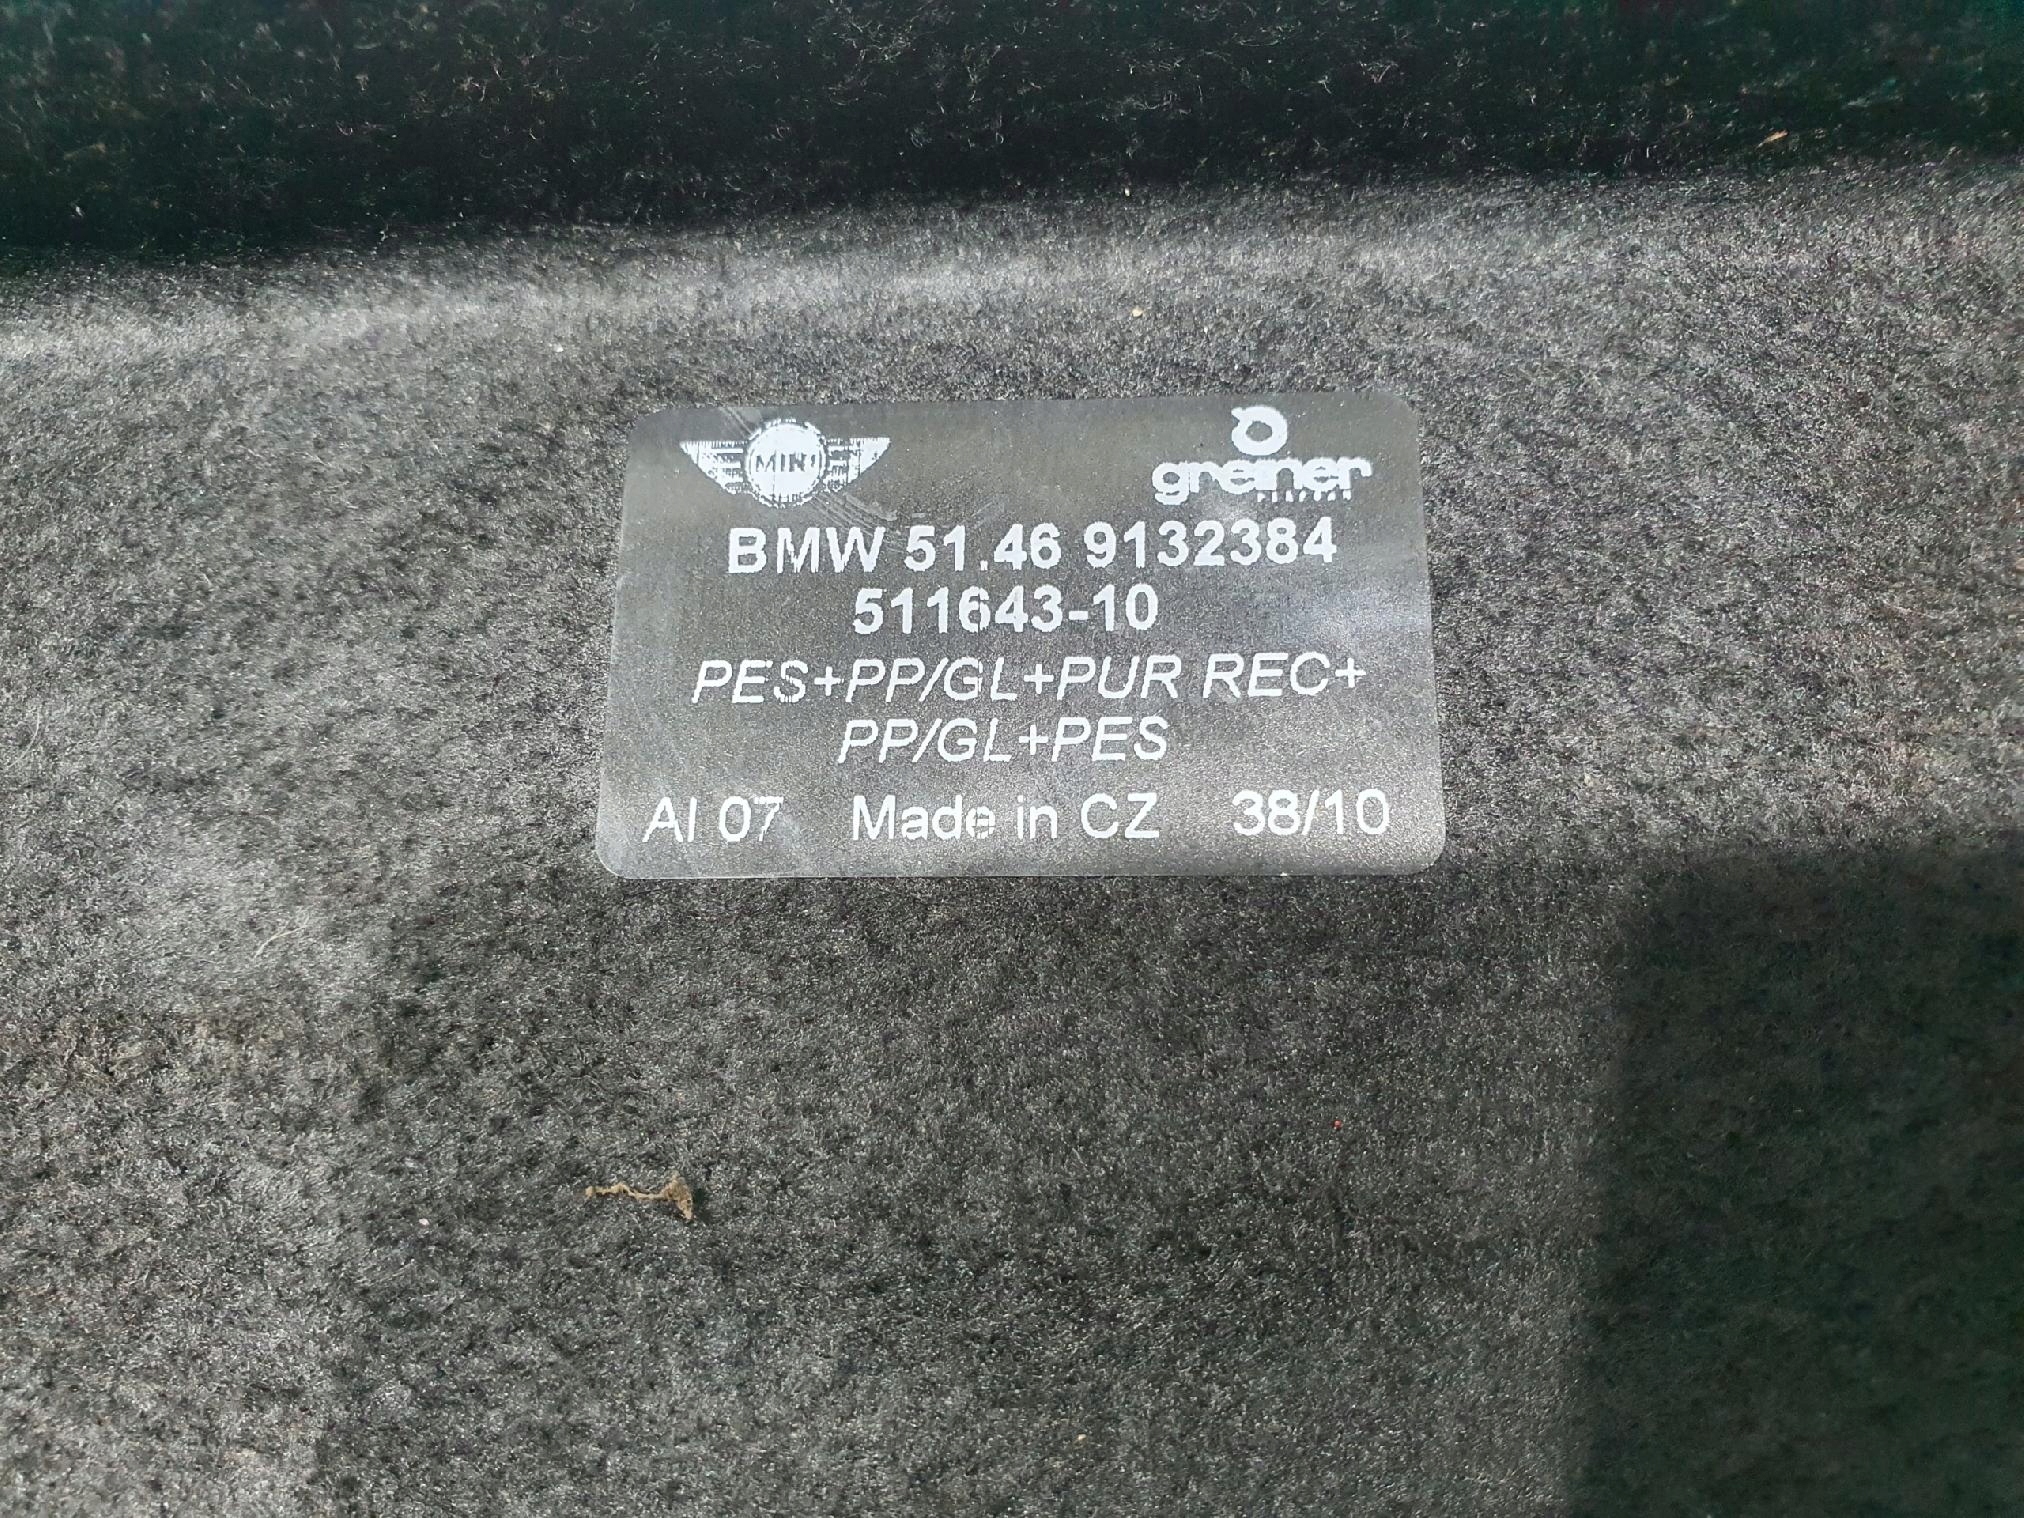 MINI
greiner
BMW 51.46 9132384
511643-10
PES+PP/GL+PUR REC+
PP/GL+PES
AI 07 Made in CZ 38/10